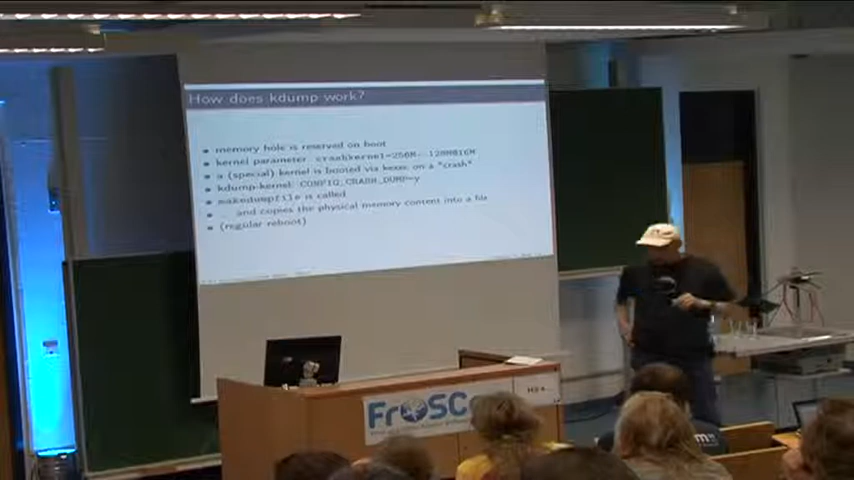 How does kdump work?
memory hole is reserved on boot
kernel parameter crashkernel=256M..:128M@16M
a (special) kernel is booted via kexec on a "crash"
kdump-kernel: CONFIG_CRASH_DUMP=y
makedumpfile is called
and copies the physical memory content into a file
(regular reboot)
FrOSCon